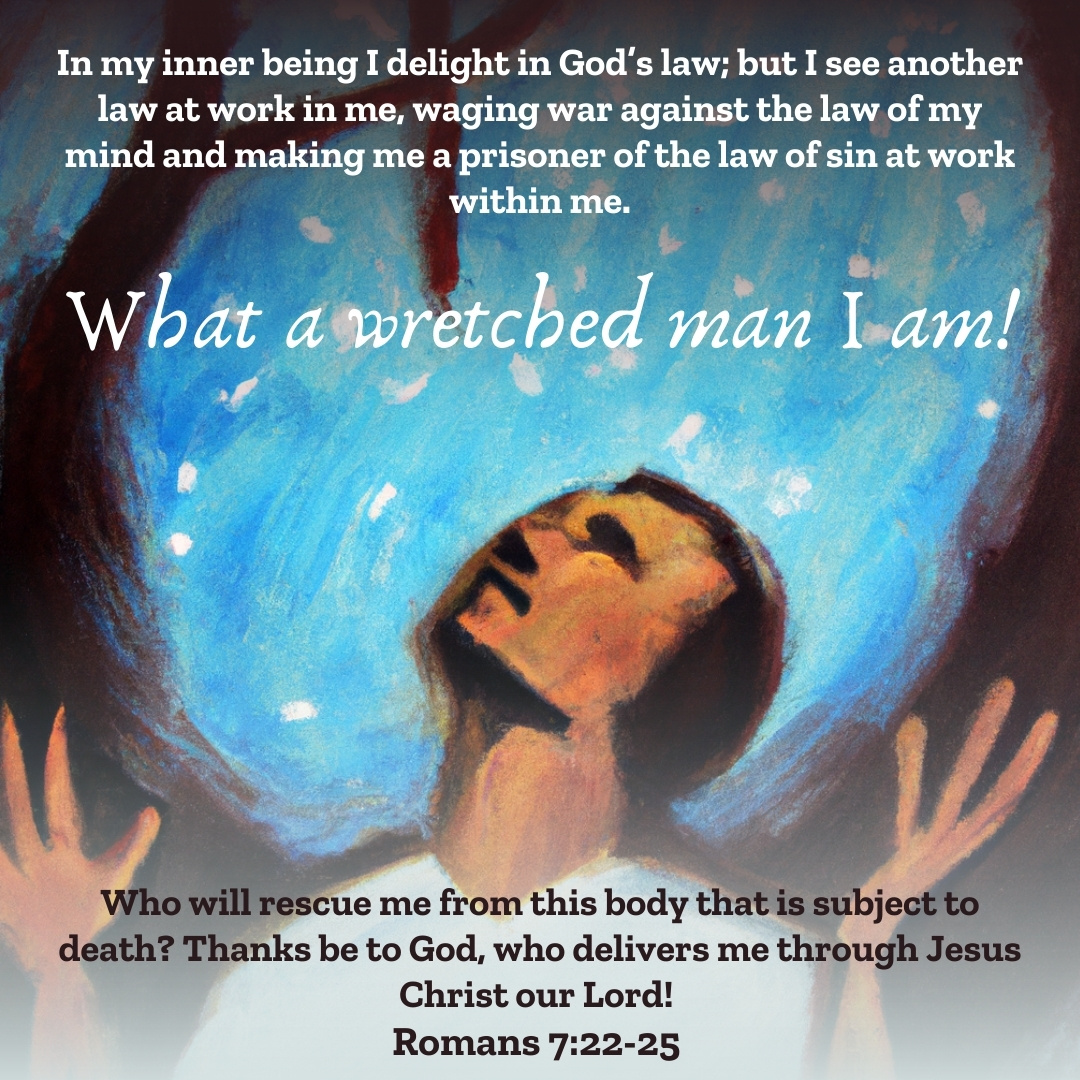 In my inner being I delight in God's law; but I see another
law at work in me, waging war against the law of my
mind and making me a prisoner of the law of sin at work
within me.
What a wretched man I am!
Who will rescue me from this body that is subject to
death? Thanks be to God, who delivers me through Jesus
Christ our Lord!
Romans 7:22-25